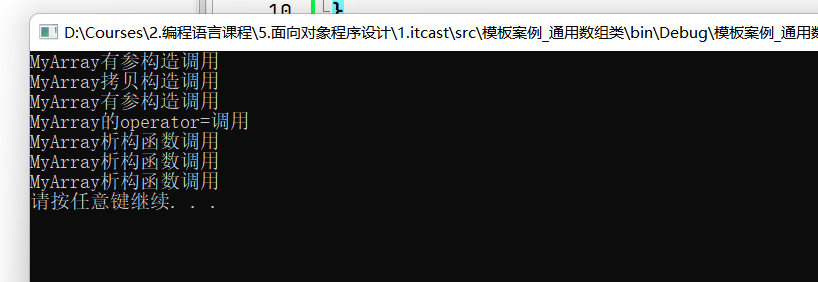 10
}
D:\Courses\2.编程语言课程\5.面向对象程序设计\1.itcast\src\模板案例_通用数组类\bin\Debug\模板案例_通用数
MyArray有参构造调用
MyArray拷贝构造调用
MyArray有参构造调用
MyArray的operator=调用
MyArray析构函数调用
MyArray析构函数调用
MyArray析构函数调用
请按任意键继续. . .